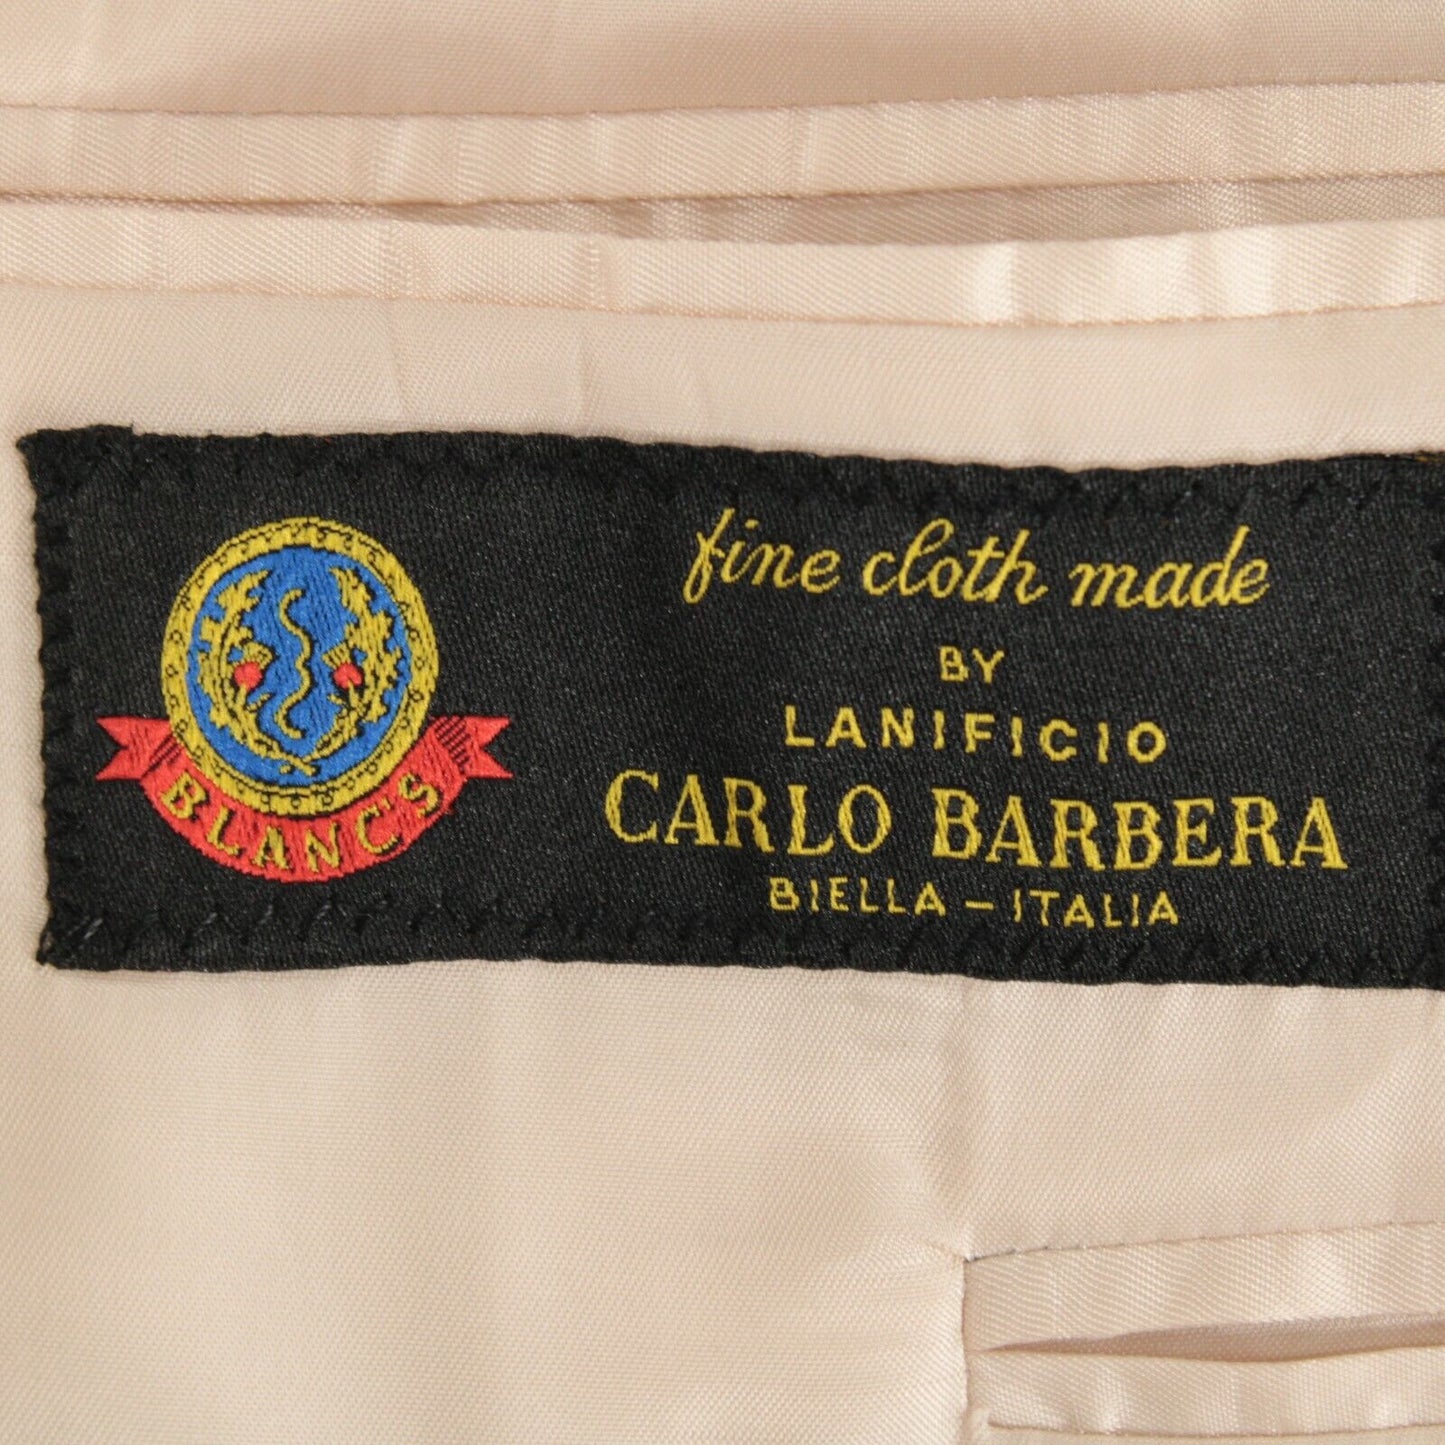 BLANC'S
fine cloth made
BY
LANIFICIO
CARLO BARBERA
BIELLA – ITALIA